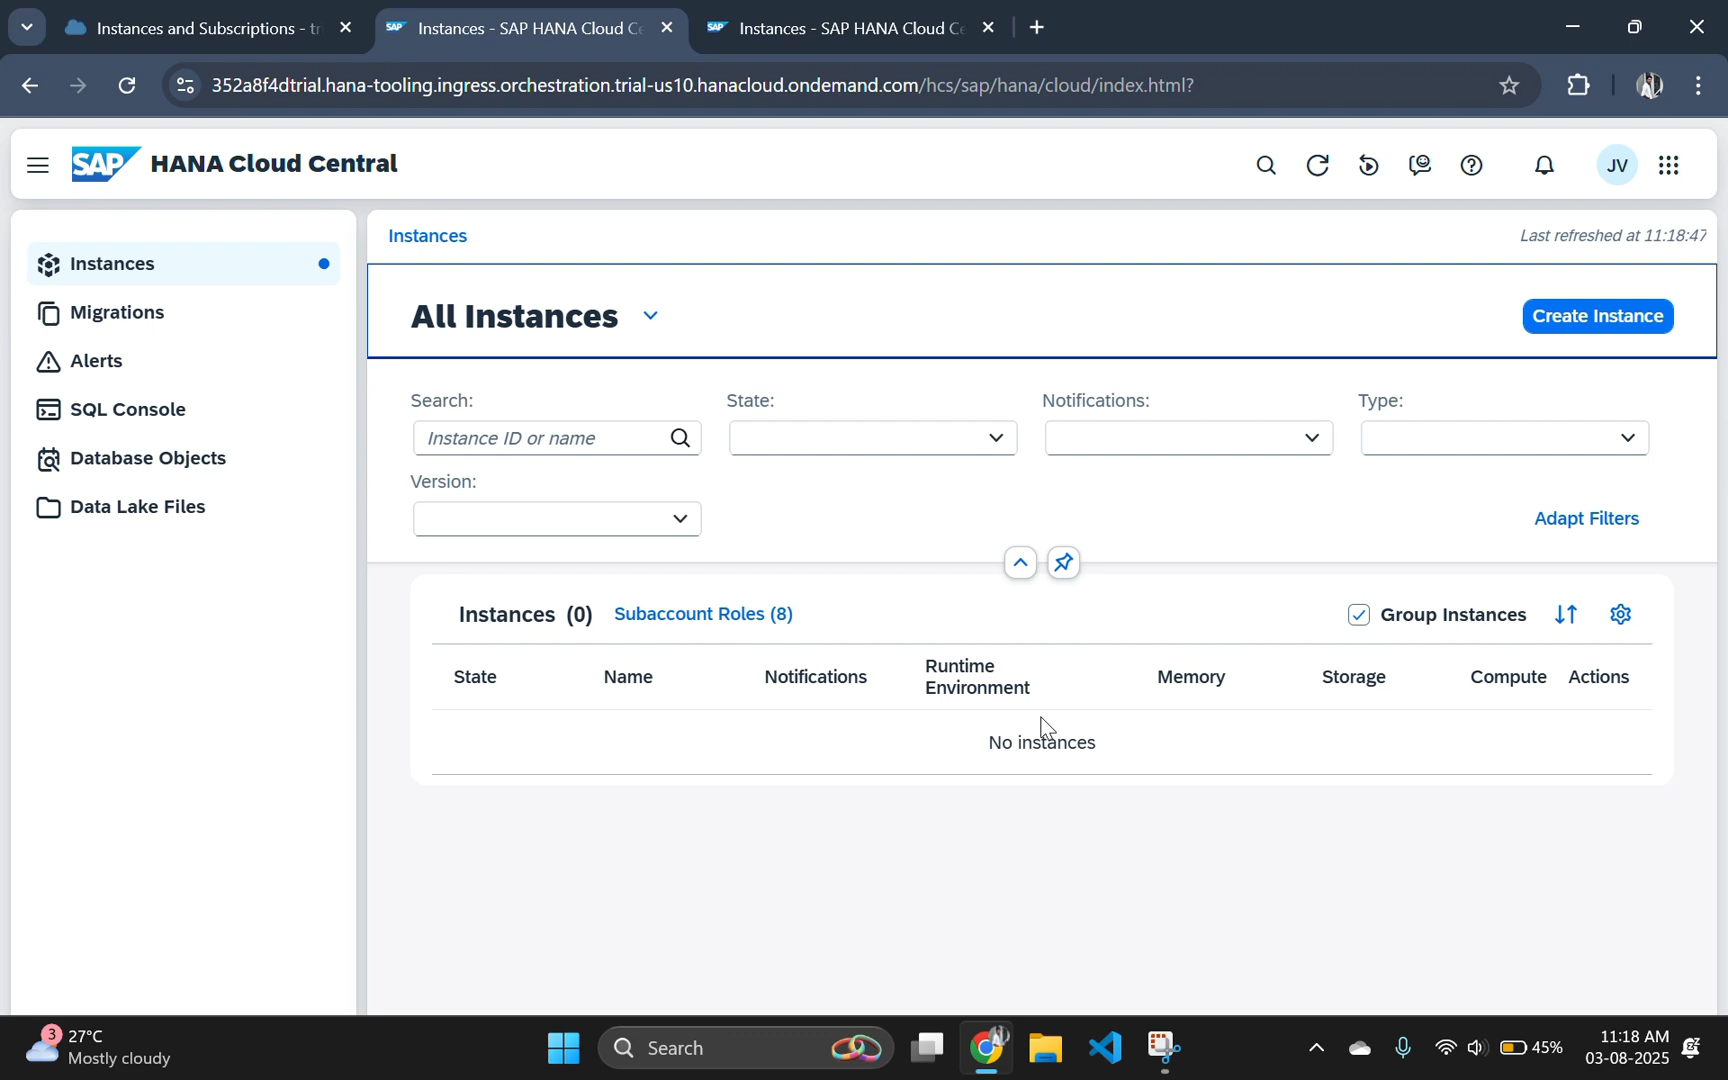 Instances and Subscriptions - tr
Instances - SAP HANA Cloud Ce
Instances - SAP HANA Cloud Ce
352a8f4dtrial.hana-tooling.ingress.orchestration.trial-us10.hanacloud.ondemand.com/hcs/sap/hana/cloud/index.html?
SAP HANA Cloud Central
JV
Instances
Migrations
Alerts
SQL Console
Database Objects
Data Lake Files
Instances
Last refreshed at 11:18:47
All Instances
Create Instance
Search:
State:
Notifications:
Type:
Instance ID or name
Version:
Adapt Filters
Instances (0)
Subaccount Roles (8)
Group Instances
State
Name
Notifications
Runtime
Environment
Memory
Storage
Compute
Actions
No instances
3
27°C
Mostly cloudy
Search
45%
11:18 AM
03-08-2025